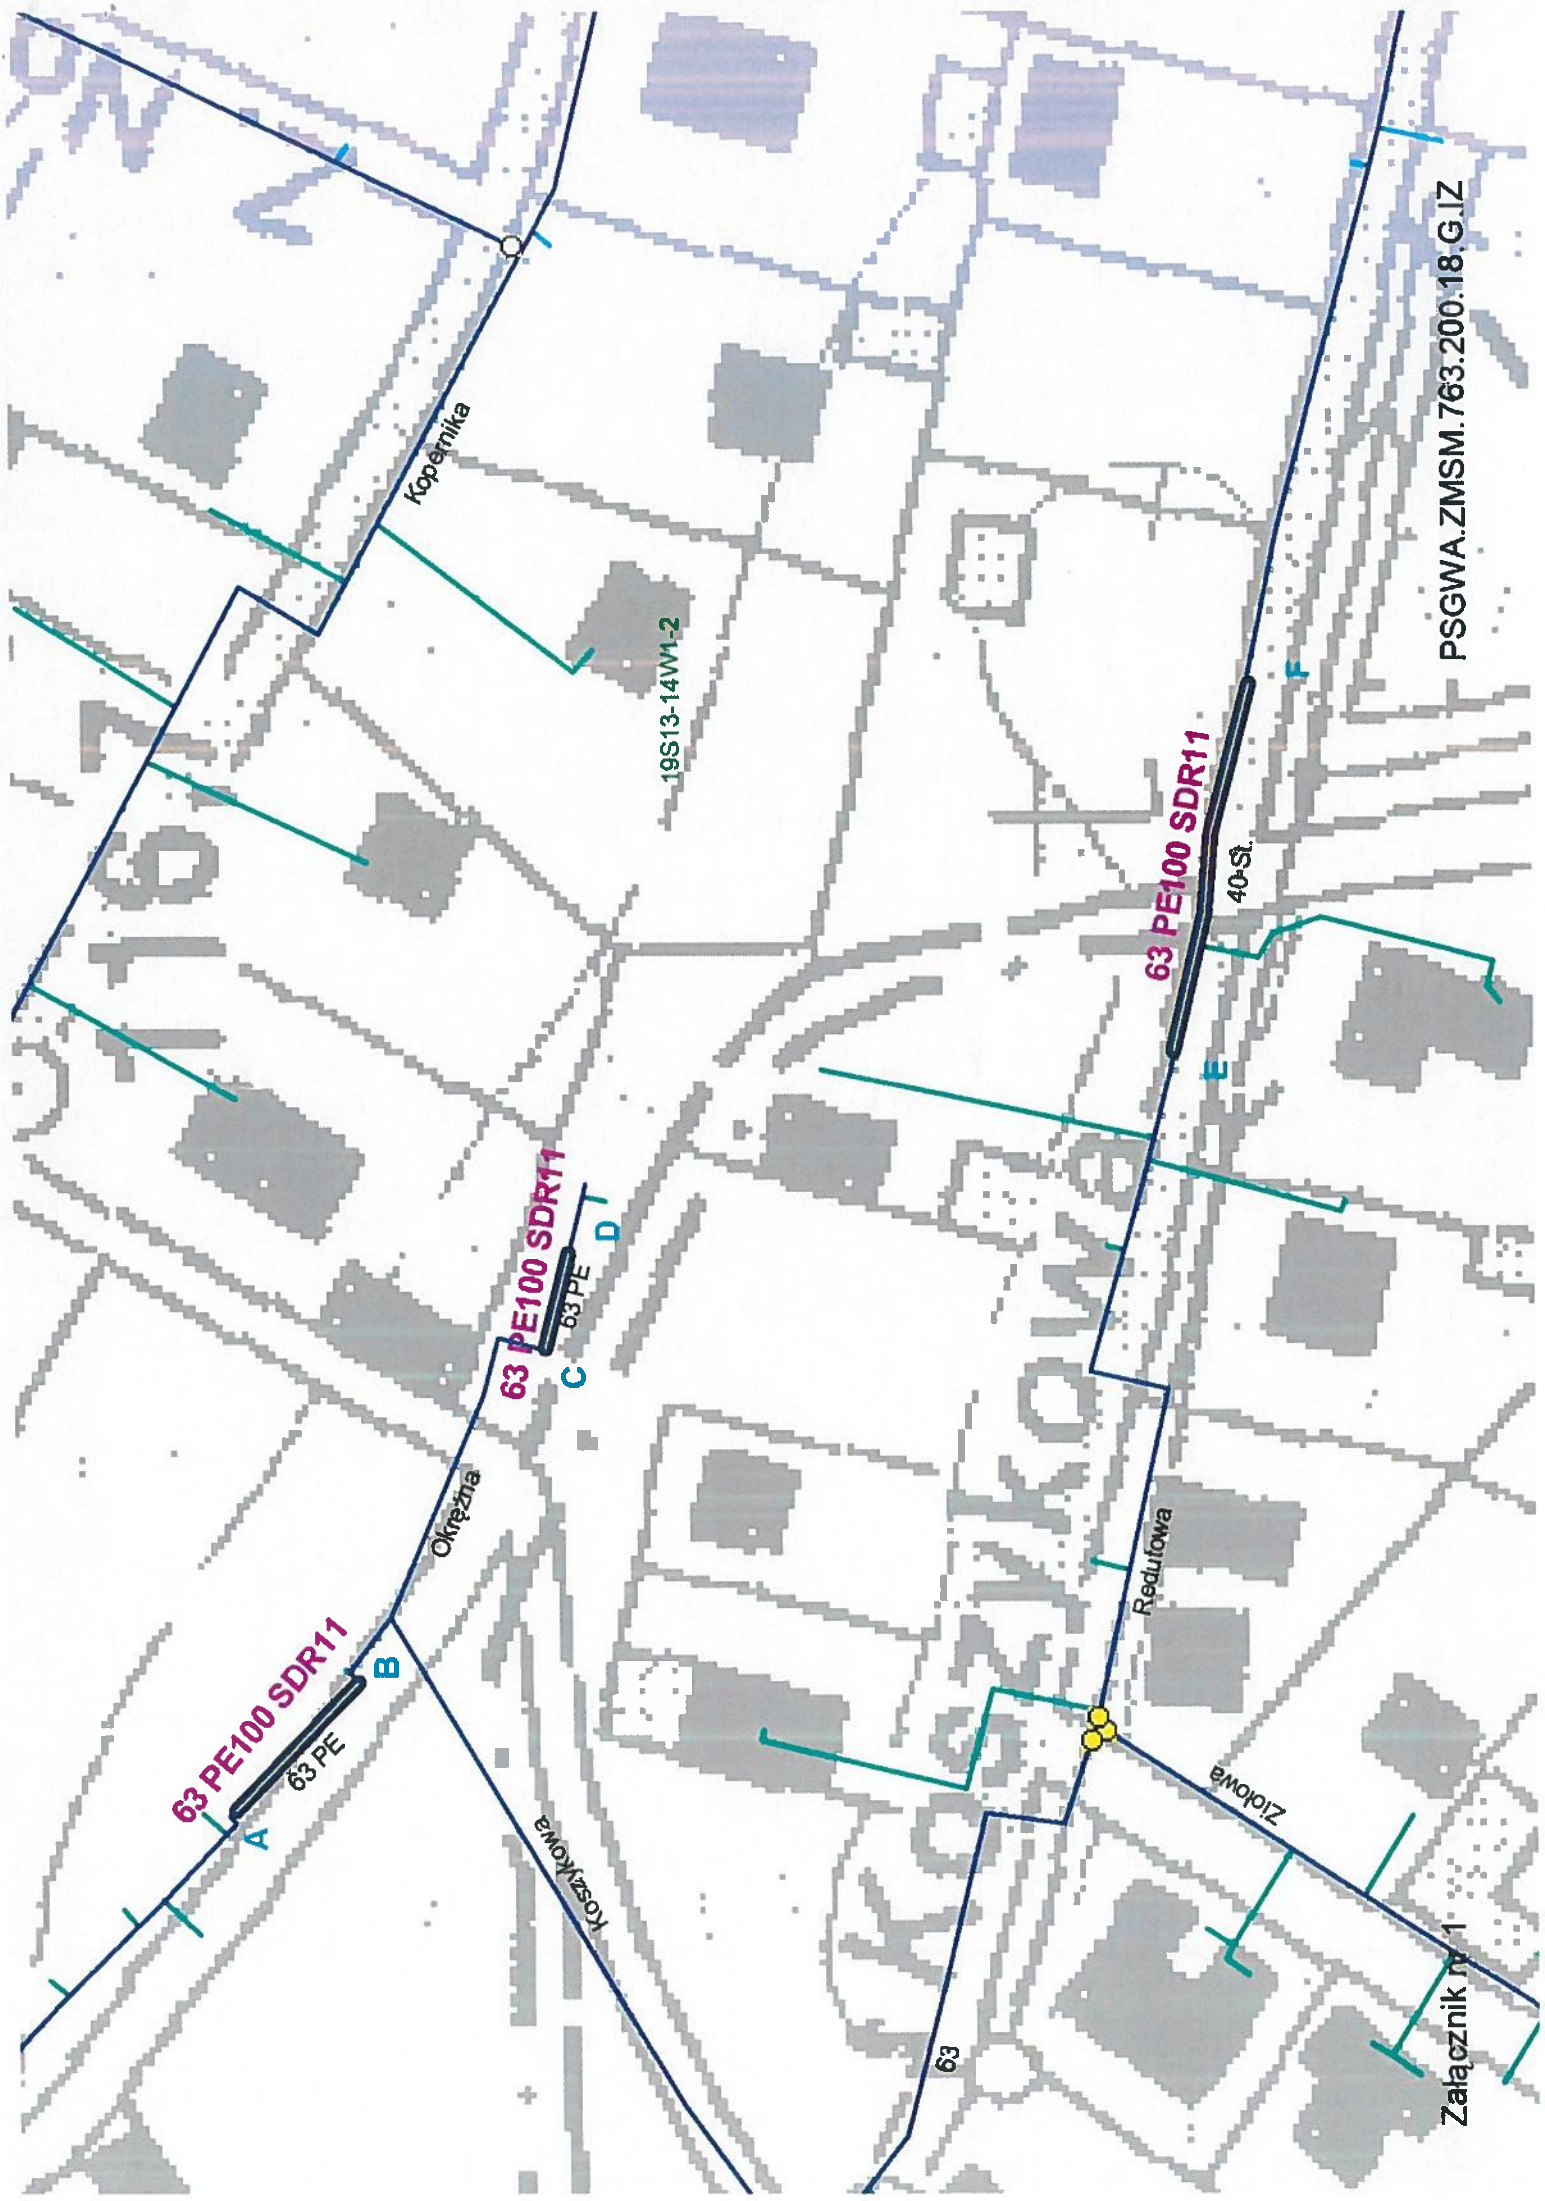 63 PE100 SDR11
63 PE
A
B
Okrężna
Koszykowa
63 PE100 SDR11
63 PE
C
D
Kopernika
19S13-14W1-2
63 PE100 SDR11
40-St.
E
F
Koszykowa
Redutowa
Ziołowa
63
Załącznik nr 1
PSGWA.ZMSM.763.200.18.G.IZ